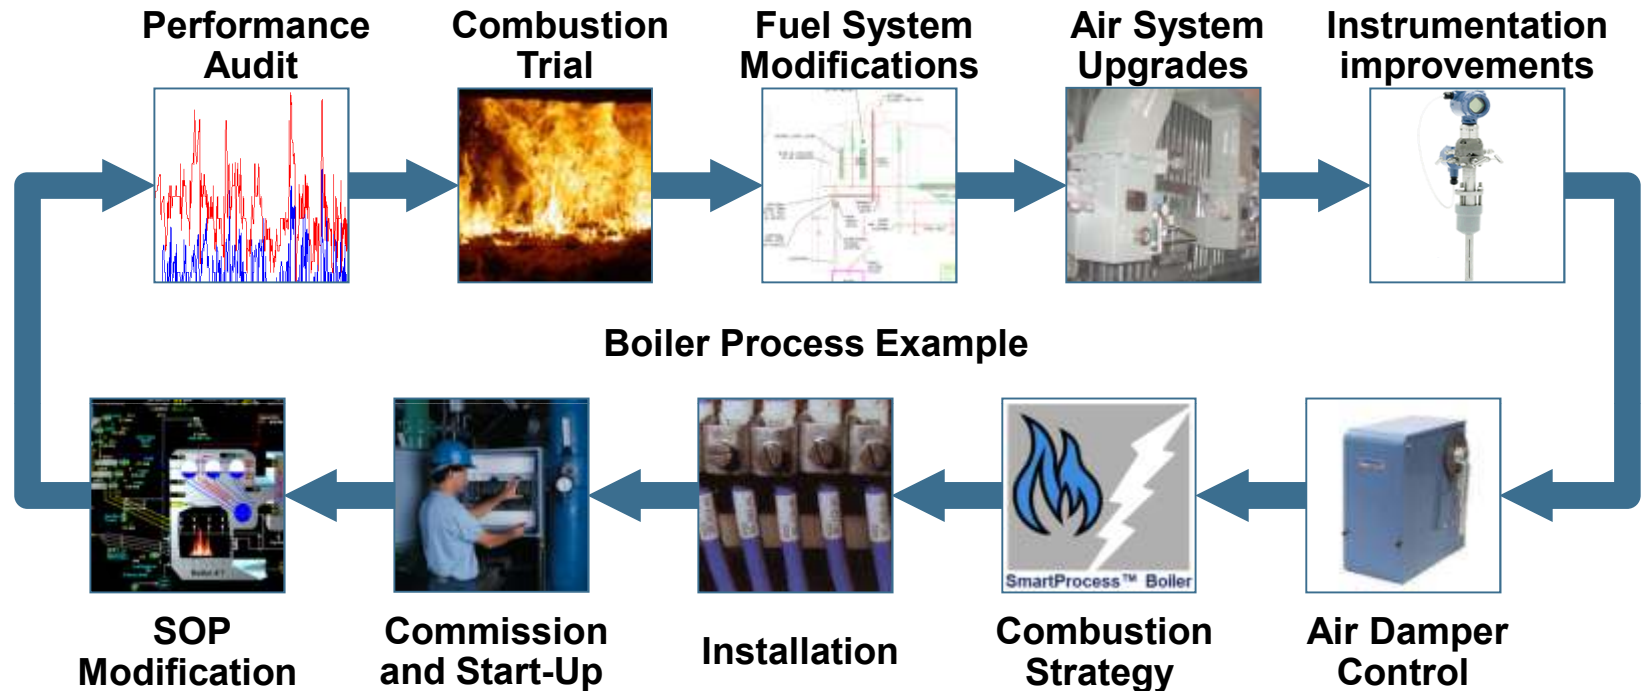 Performance
Audit
Combustion
Trial
Fuel System
Modifications
Air System
Upgrades
Instrumentation
improvements
Boiler Process Example
SmartProcess™ Boiler
SOP
Modification
Commission
and Start-Up
Installation
Combustion
Strategy
Air Damper
Control